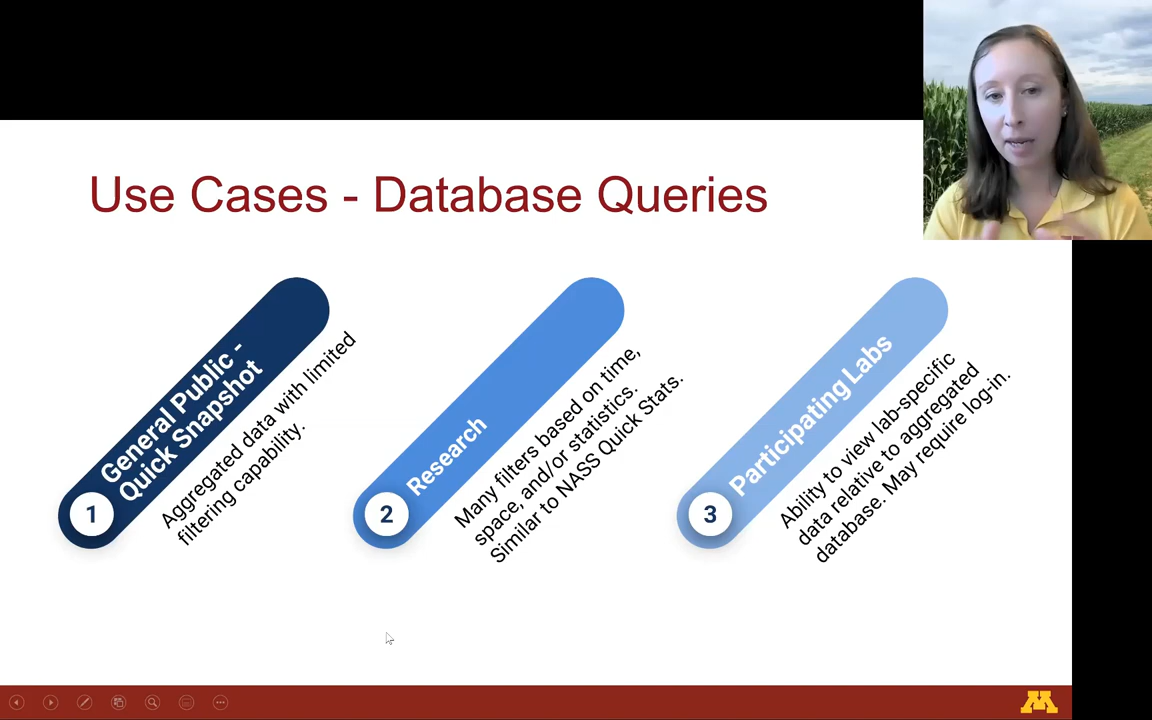 Use Cases - Database Queries
General Public -
Quick Snapshot
1
Aggregated data with limited
filtering capability.
Research
2
Many filters based on time,
space, and/or statistics.
Similar to NASS Quick Stats.
Participating Labs
3
Ability to view lab-specific
data relative to aggregated
database. May require log-in.
M